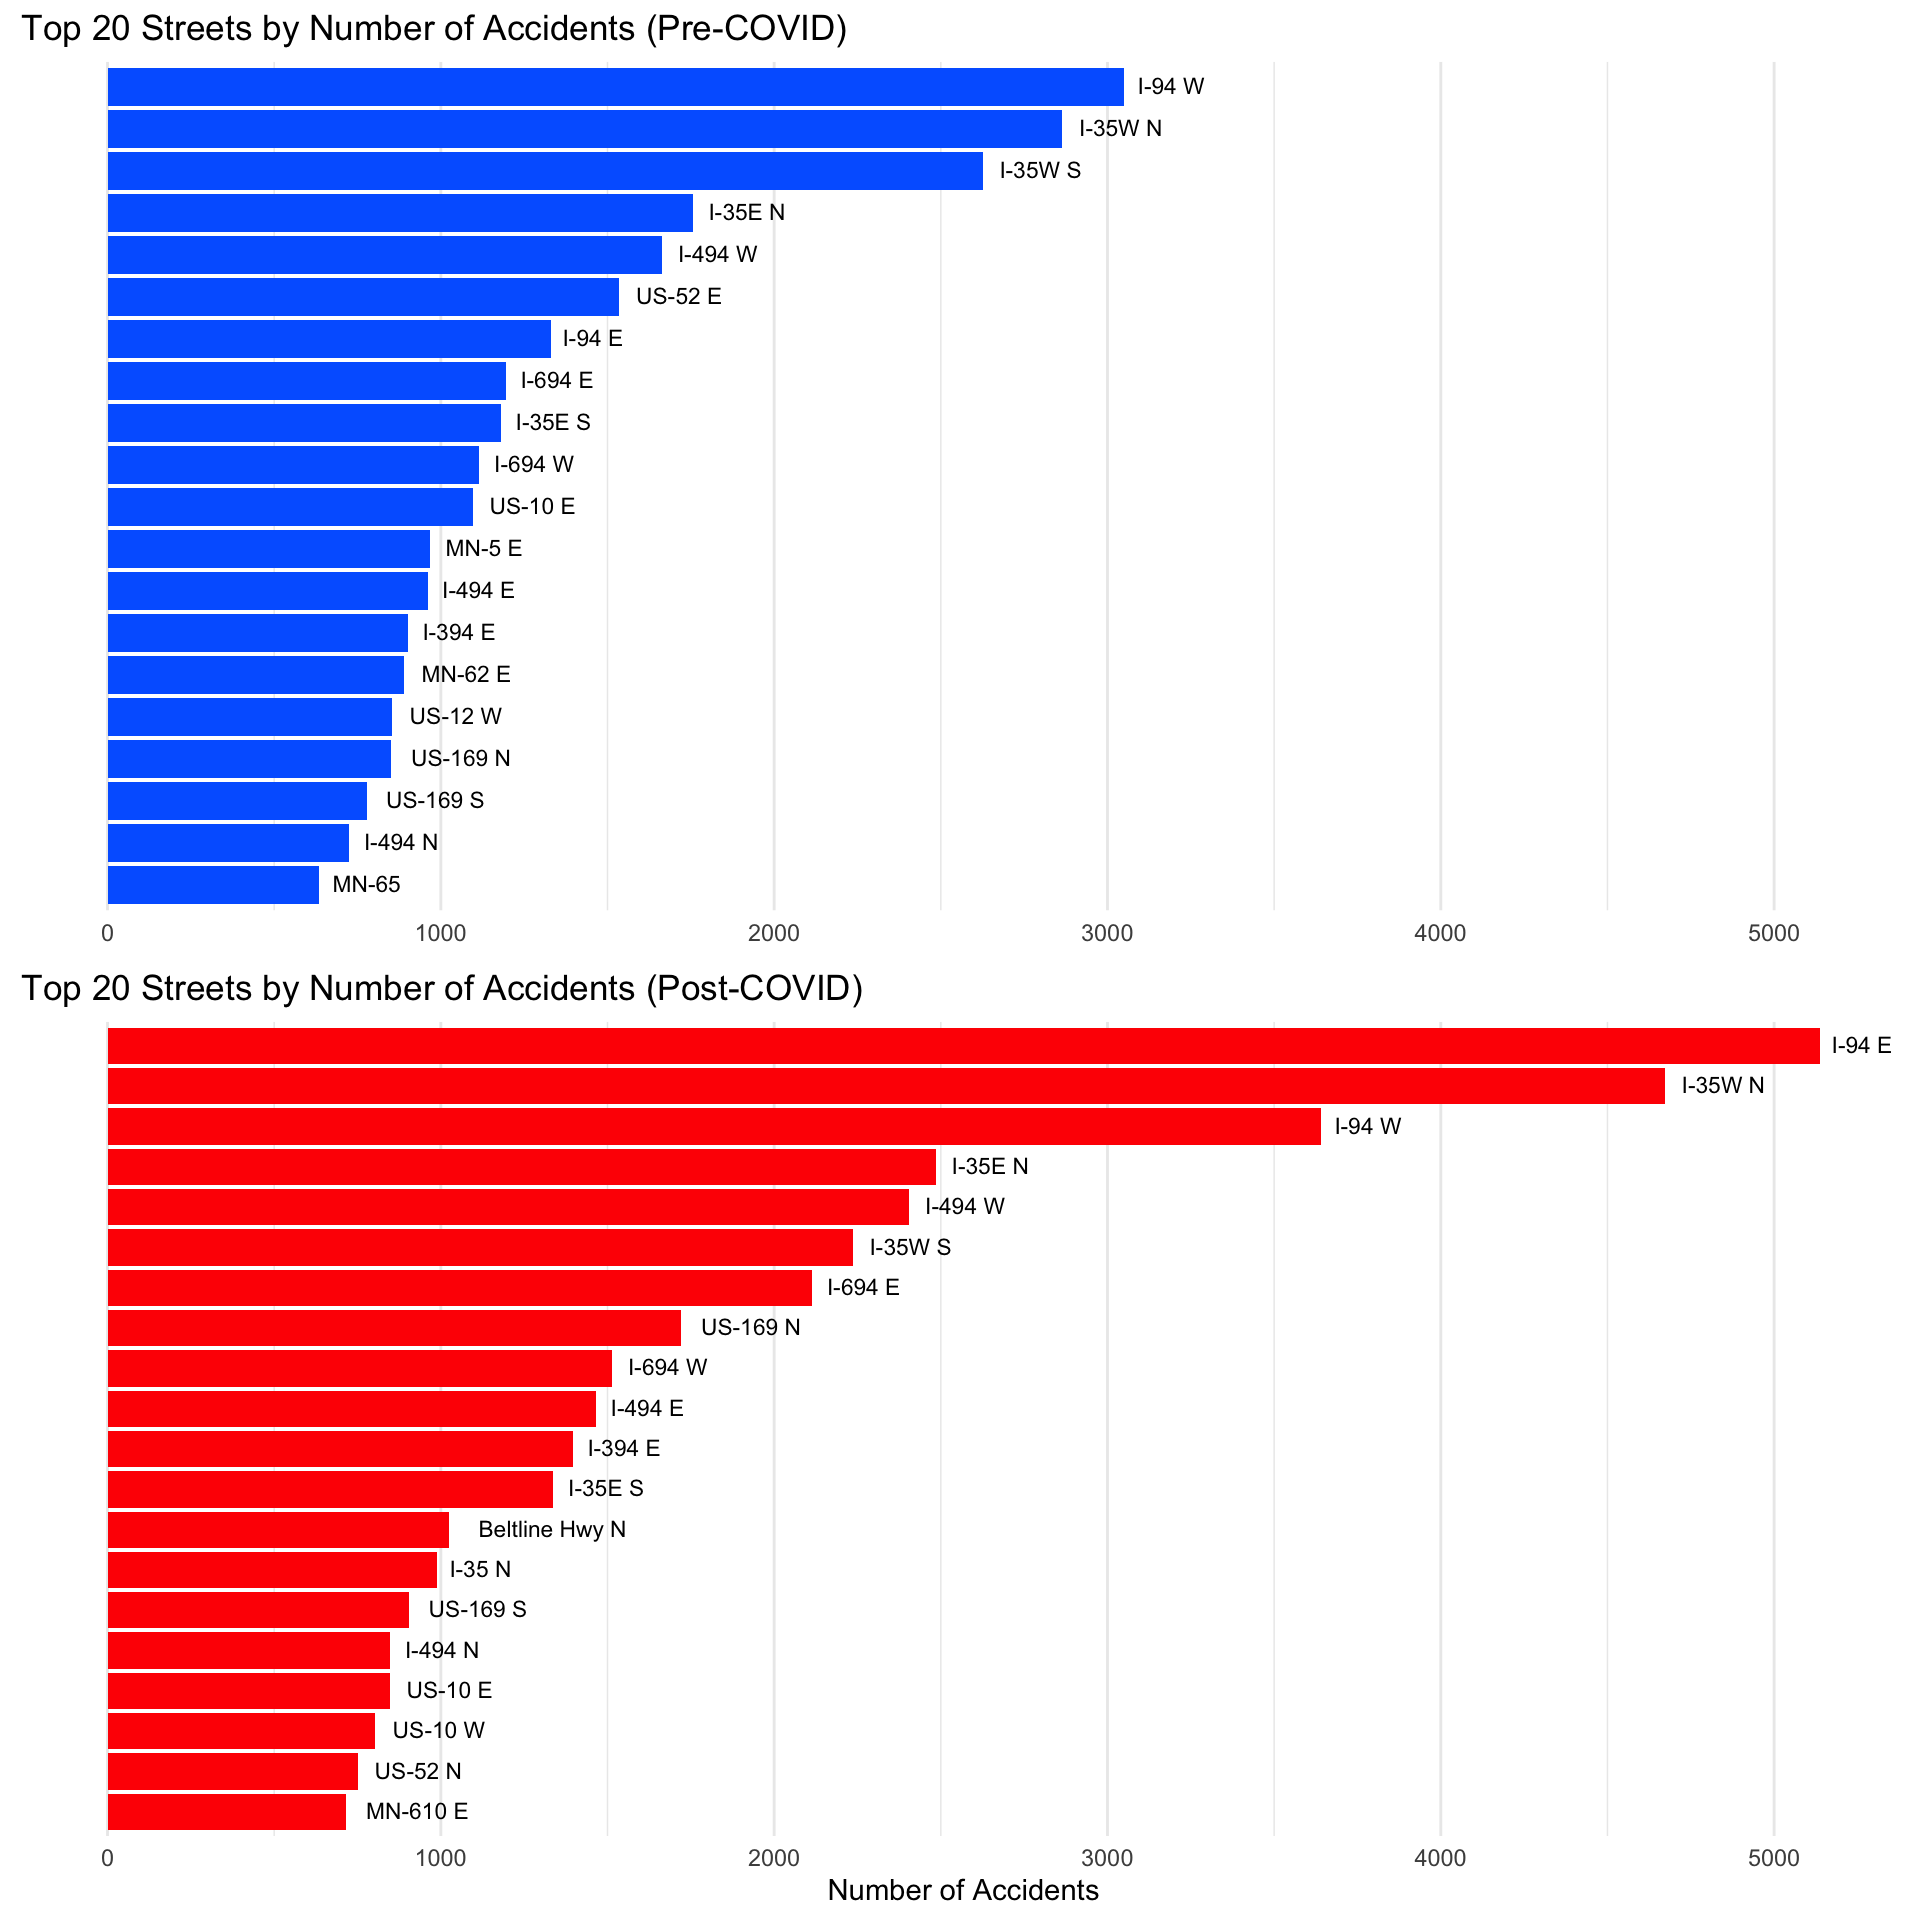 Top 20 Streets by Number of Accidents (Pre-COVID)
I-94 W
I-35W N
I-35W S
I-35E N
I-494 W
US-52 E
I-94 E
I-694 E
I-35E S
I-694 W
US-10 E
MN-5 E
I-494 E
I-394 E
MN-62 E
US-12 W
US-169 N
US-169 S
I-494 N
MN-65
0 1000 2000 3000 4000 5000
Top 20 Streets by Number of Accidents (Post-COVID)
I-94 E
I-35W N
I-94 W
I-35E N
I-494 W
I-35W S
I-694 E
US-169 N
I-694 W
I-494 E
I-394 E
I-35E S
Beltline Hwy N
I-35 N
US-169 S
I-494 N
US-10 E
US-10 W
US-52 N
MN-610 E
0 1000 2000 3000 4000 5000
Number of Accidents